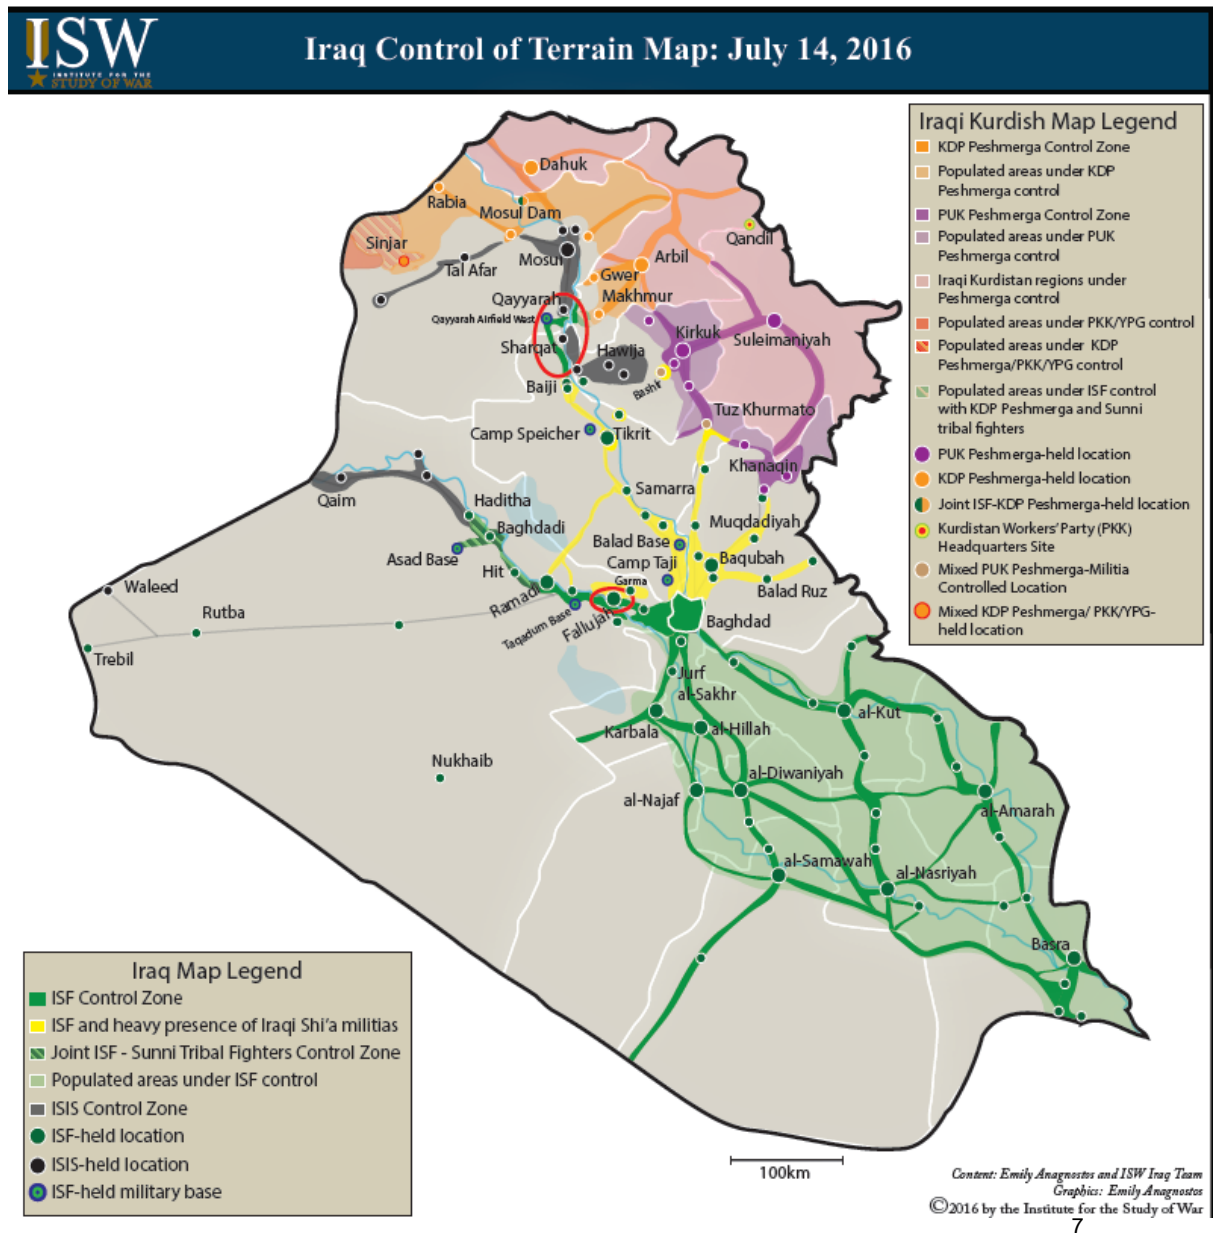 ISW
INSTITUTE FOR THE
STUDY OF WAR
Iraq Control of Terrain Map: July 14, 2016
Iraqi Kurdish Map Legend
KDP Peshmerga Control Zone
Populated areas under KDP
Peshmerga control
PUK Peshmerga Control Zone
Populated areas under PUK
Peshmerga control
Iraqi Kurdistan regions under
Peshmerga control
Populated areas under PKK/YPG control
Populated areas under KDP
Peshmerga/PKK/YPG control
Populated areas under ISF control
with KDP Peshmerga and Sunni
tribal fighters
PUK Peshmerga-held location
KDP Peshmerga-held location
Joint ISF-KDP Peshmerga-held location
Kurdistan Workers' Party (PKK)
Headquarters Site
Mixed PUK Peshmerga-Militia
Controlled Location
Mixed KDP Peshmerga/ PKK/YPG-
held location
Dahuk
Rabia
Mosul Dam
Sinjar
Qandil
Mosul
Arbil
Tal Afar
Gwer
Qayyarah
Makhmur
Qayyarah Airfield West
Kirkuk
Suleimaniyah
Sharqat
Hawija
Baiji
Bashir
Tuz Khurmato
Camp Speicher
Tikrit
Khanaqin
Qaim
Samarra
Haditha
Baghdadi
Muqdadiyah
Balad Base
Asad Base
Camp Taji
Baqubah
Hit
Garma
Waleed
Ramadi
Balad Ruz
Rutba
Taqadum Base
Fallujah
Baghdad
Trebil
Jurf
al-Sakhr
al-Kut
Karbala
al-Hillah
Nukhaib
al-Diwaniyah
al-Najaf
al-Amarah
al-Samawah
al-Nasriyah
Basra
Iraq Map Legend
ISF Control Zone
ISF and heavy presence of Iraqi Shi'a militias
Joint ISF - Sunni Tribal Fighters Control Zone
Populated areas under ISF control
ISIS Control Zone
ISF-held location
ISIS-held location
ISF-held military base
100km
Content: Emily Anagnostos and ISW Iraq Team
Graphics: Emily Anagnostos
©2016 by the Institute for the Study of War
7